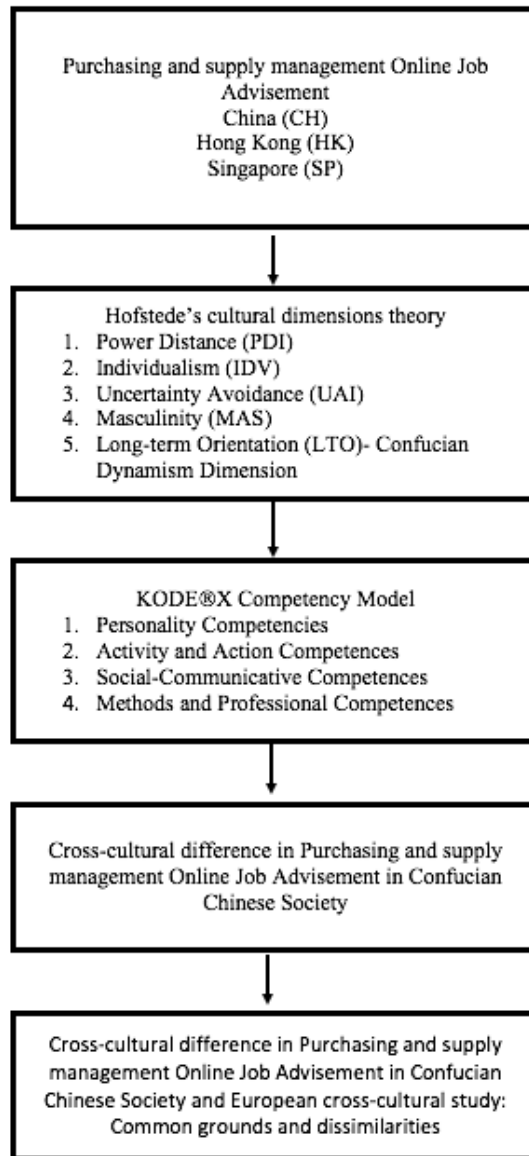 Purchasing and supply management Online Job
Advisement
China (CH)
Hong Kong (HK)
Singapore (SP)
Hofstede's cultural dimensions theory
1. Power Distance (PDI)
2. Individualism (IDV)
3. Uncertainty Avoidance (UAI)
4. Masculinity (MAS)
5. Long-term Orientation (LTO)- Confucian
Dynamism Dimension
KODE®X Competency Model
1. Personality Competencies
2. Activity and Action Competences
3. Social-Communicative Competences
4. Methods and Professional Competences
Cross-cultural difference in Purchasing and supply
management Online Job Advisement in Confucian
Chinese Society
Cross-cultural difference in Purchasing and supply
management Online Job Advisement in Confucian
Chinese Society and European cross-cultural study:
Common grounds and dissimilarities